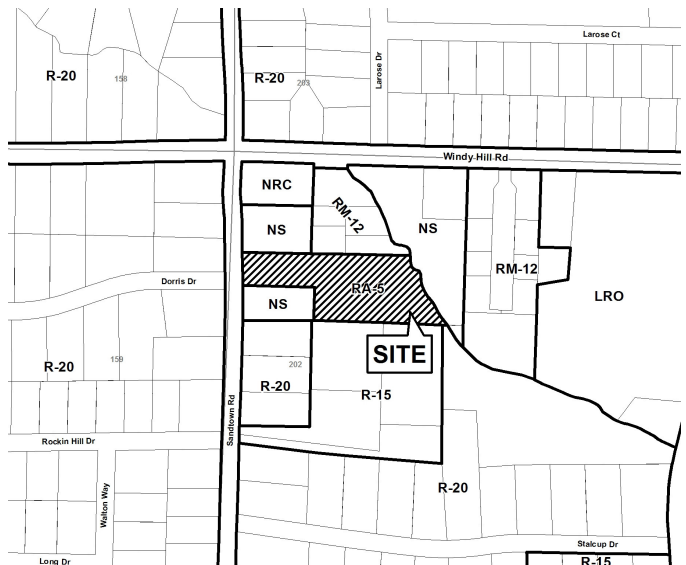 Larose Ct
R-20
158
R-20
203
Larose Dr
Windy Hill Rd
NRC
RM-12
NS
NS
RM-12
Dorris Dr
RA-5
LRO
NS
SITE
R-20
159
202
R-20
R-15
Sandtown Rd
Rockin Hill Dr
R-20
Walton Way
Stalcup Dr
Long Dr
R-15